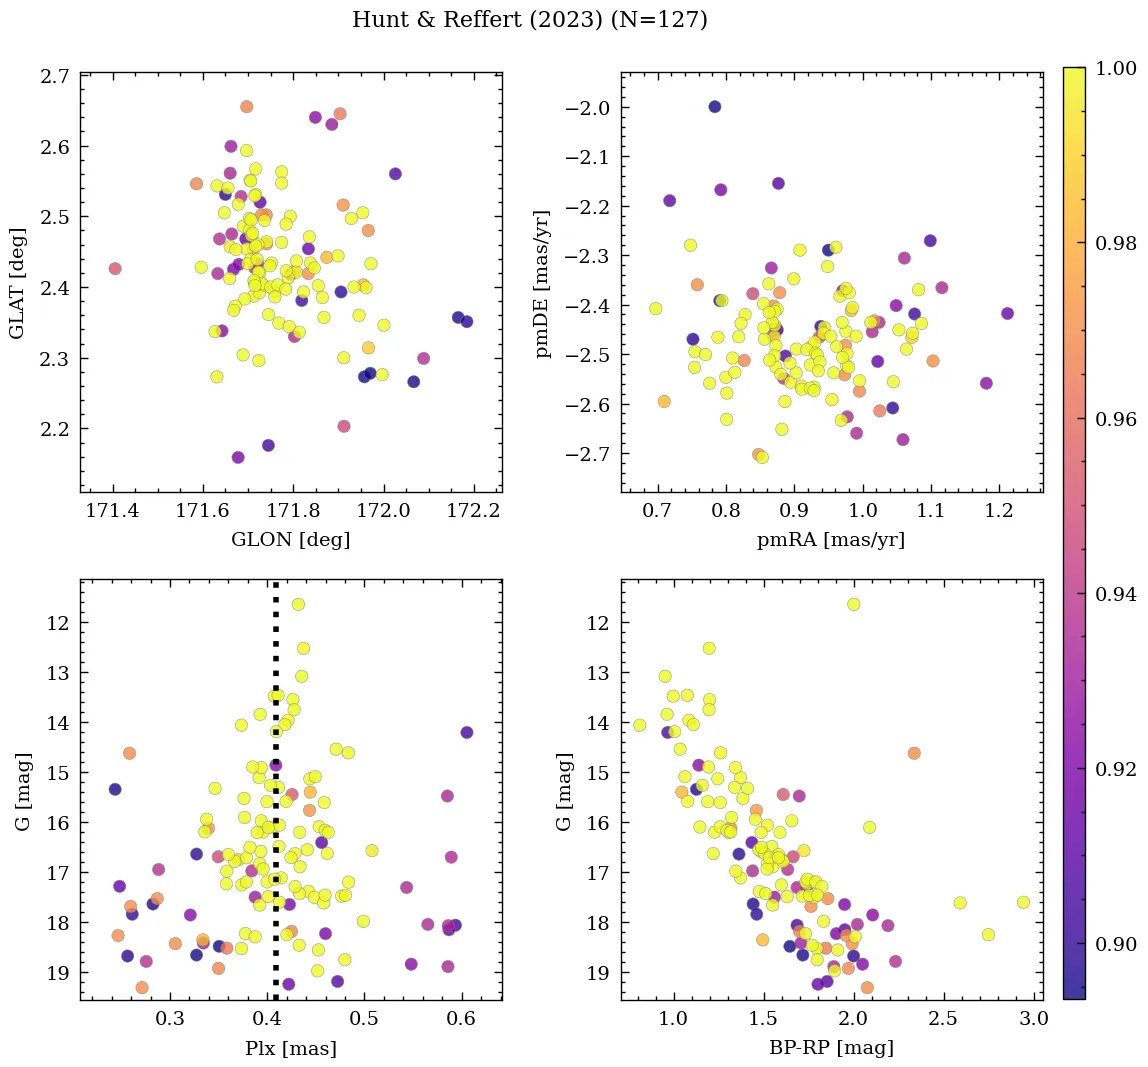 Hunt & Reffert (2023) (N=127)
2.7
2.6
2.5
2.4
2.3
2.2
GLAT [deg]
171.4 171.6 171.8 172.0 172.2
GLON [deg]
−2.0
−2.1
−2.2
−2.3
−2.4
−2.5
−2.6
−2.7
pmDE [mas/yr]
0.7 0.8 0.9 1.0 1.1 1.2
pmRA [mas/yr]
12
13
14
15
16
17
18
19
G [mag]
0.3 0.4 0.5 0.6
Plx [mas]
12
13
14
15
16
17
18
19
G [mag]
1.0 1.5 2.0 2.5 3.0
BP-RP [mag]
1.00
0.98
0.96
0.94
0.92
0.90